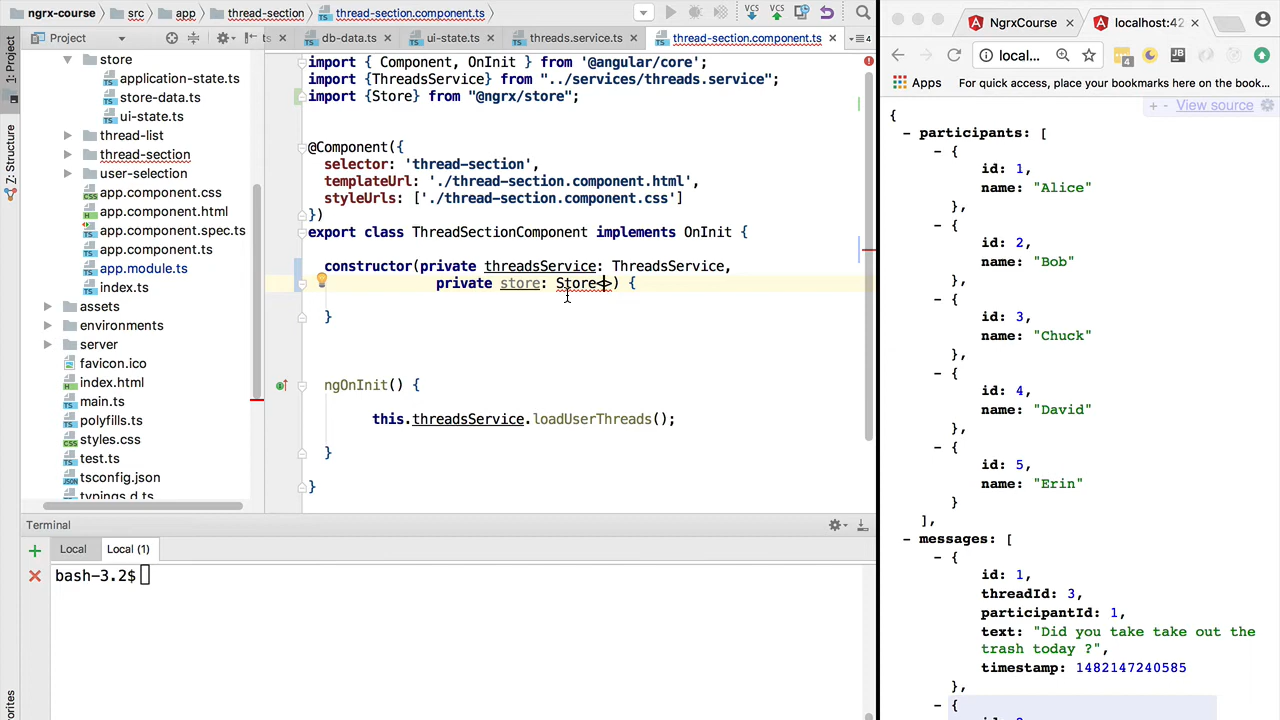 ngrx-course
src
app
thread-section
thread-section.component.ts
Project
ts
db-data.ts
ui-state.ts
threads.service.ts
thread-section.component.ts
4
1: Project
Z: Structure
store
application-state.ts
store-data.ts
ui-state.ts
thread-list
thread-section
user-selection
app.component.css
app.component.html
app.component.spec.ts
app.component.ts
app.module.ts
index.ts
assets
environments
server
favicon.ico
index.html
main.ts
polyfills.ts
styles.css
test.ts
tsconfig.json
typings.d.ts
import { Component, OnInit } from '@angular/core';
import {ThreadsService} from "../services/threads.service";
import {Store} from "@ngrx/store";
@Component({
selector: 'thread-section',
templateUrl: './thread-section.component.html',
styleUrls: ['./thread-section.component.css']
})
export class ThreadSectionComponent implements OnInit {
constructor(private threadsService: ThreadsService,
private store: Store<>) {
}
ngOnInit() {
this.threadsService.loadUserThreads();
}
}
Terminal
Local
Local (1)
bash-3.2$
NgrxCourse
localhost:42
local...
4
Apps
For quick access, place your bookmarks here on the book...
+ - View source
{
- participants: [
- {
id: 1,
name: "Alice"
},
- {
id: 2,
name: "Bob"
},
- {
id: 3,
name: "Chuck"
},
- {
id: 4,
name: "David"
},
- {
id: 5,
name: "Erin"
}
],
- messages: [
- {
id: 1,
threadId: 3,
participantId: 1,
text: "Did you take take out the
trash today ?",
timestamp: 1482147240585
},
- {